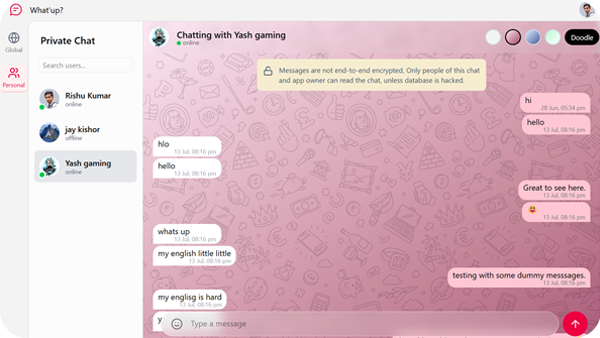 What'up?
Global
Personal
Private Chat
Search users...
Rishu Kumar
online
jay kishor
offline
Yash gaming
online
Chatting with Yash gaming
online
Doodle
Messages are not end-to-end encrypted, Only people of this chat
and app owner can read the chat, unless database is hacked.
hi
28 Jun, 05:34 pm
hello
13 Jul, 08:16 pm
hlo
13 Jul, 08:16 pm
hello
13 Jul, 08:16 pm
Great to see here.
13 Jul, 08:16 pm
😃
13 Jul, 08:16 pm
whats up
13 Jul, 08:16 pm
my english little little
13 Jul, 08:16 pm
testing with some dummy messsages.
13 Jul, 08:16 pm
my englisg is hard
13 Jul, 08:16 pm
Type a message